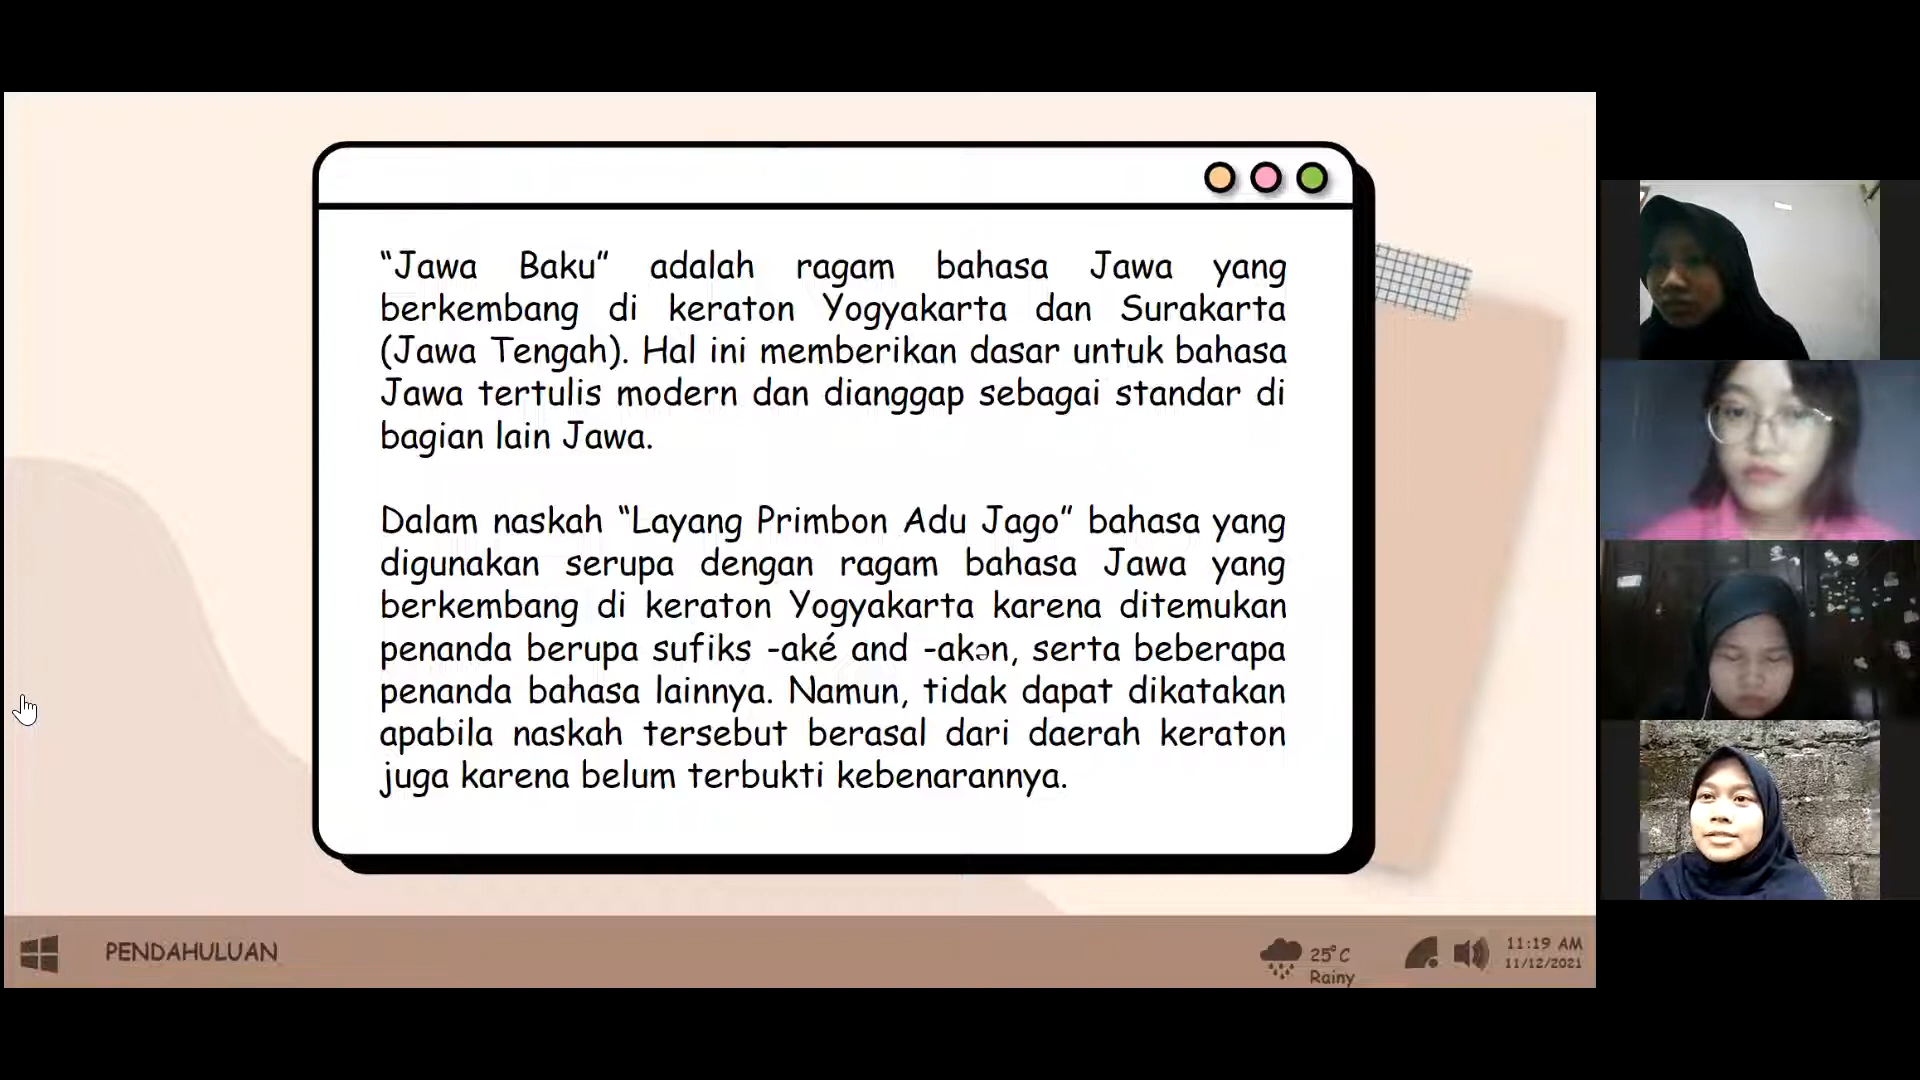 “Jawa Baku” adalah ragam bahasa Jawa yang
berkembang di keraton Yogyakarta dan Surakarta
(Jawa Tengah). Hal ini memberikan dasar untuk bahasa
Jawa tertulis modern dan dianggap sebagai standar di
bagian lain Jawa.
Dalam naskah “Layang Primbon Adu Jago” bahasa yang
digunakan serupa dengan ragam bahasa Jawa yang
berkembang di keraton Yogyakarta karena ditemukan
penanda berupa sufiks -aké and -akən, serta beberapa
penanda bahasa lainnya. Namun, tidak dapat dikatakan
apabila naskah tersebut berasal dari daerah keraton
juga karena belum terbukti kebenarannya.
PENDAHULUAN
25°C
Rainy
11:19 AM
11/12/2021